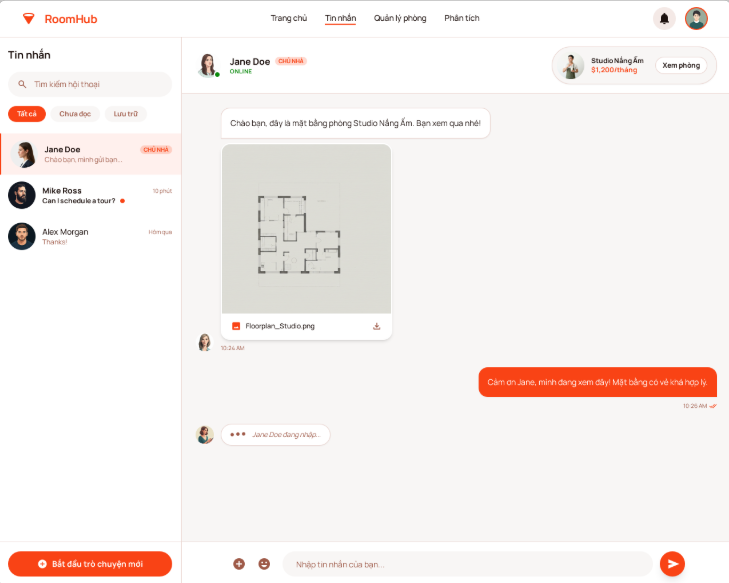 RoomHub
Trang chủ
Tin nhắn
Quản lý phòng
Phân tích
Tin nhắn
Tìm kiếm hội thoại
Tất cả
Chưa đọc
Lưu trữ
Jane Doe
CHỦ NHÀ
Chào bạn, mình gửi bạn...
Mike Ross
10 phút
Can I schedule a tour?
Alex Morgan
Hôm qua
Thanks!
Bắt đầu trò chuyện mới
Jane Doe
CHỦ NHÀ
ONLINE
Studio Nắng Ấm
$1,200/tháng
Xem phòng
Chào bạn, đây là mặt bằng phòng Studio Nắng Ấm. Bạn xem qua nhé!
Floorplan_Studio.png
10:24 AM
Cảm ơn Jane, mình đang xem đây! Mặt bằng có vẻ khá hợp lý.
10:26 AM
Jane Doe đang nhập...
Nhập tin nhắn của bạn...